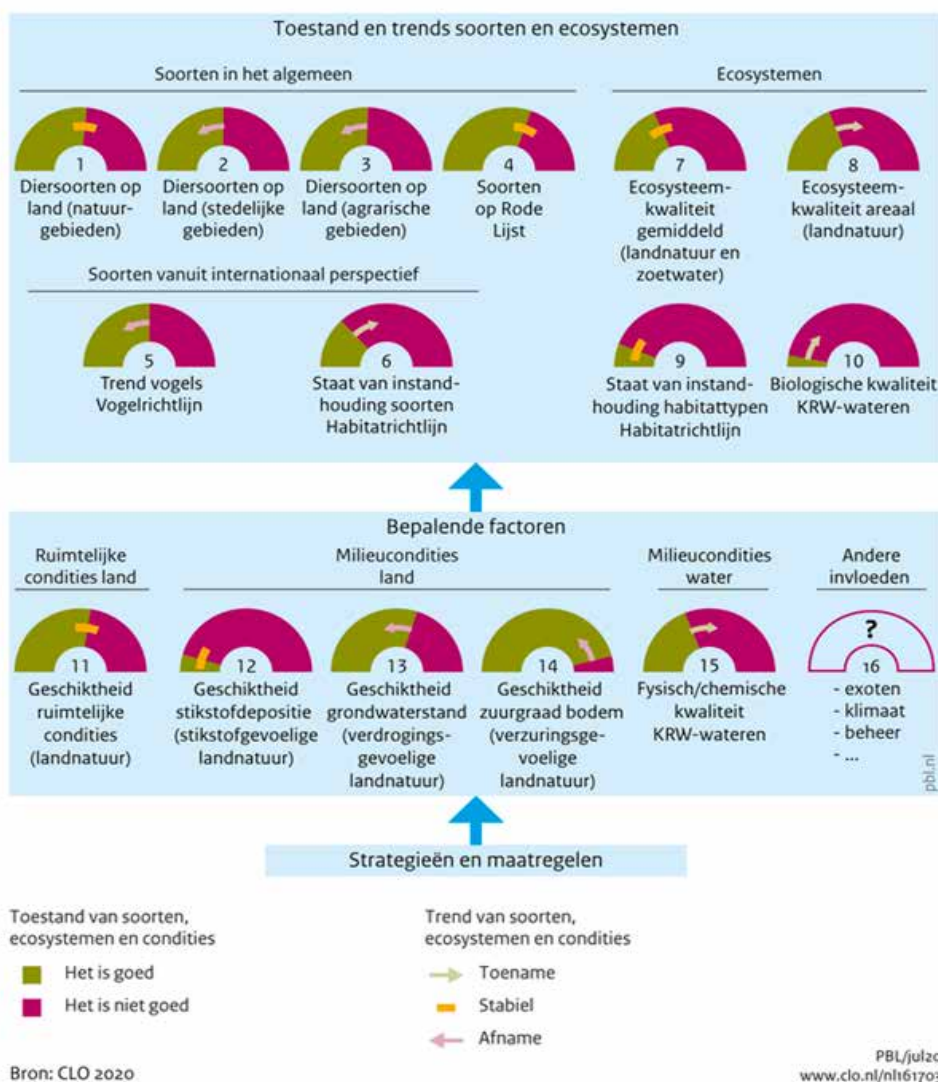 Toestand en trends soorten en ecosystemen
Soorten in het algemeen
Ecosystemen
1
Diersoorten op
land (natuur-
gebieden)
2
Diersoorten op
land (stedelijke
gebieden)
3
Diersoorten op
land (agrarische
gebieden)
4
Soorten
op Rode
Lijst
7
Ecosysteem-
kwaliteit
gemiddeld
(landnatuur en
zoetwater)
8
Ecosysteem-
kwaliteit areaal
(landnatuur)
Soorten vanuit internationaal perspectief
5
Trend vogels
Vogelrichtlijn
6
Staat van instand-
houding soorten
Habitatrichtlijn
9
Staat van instand-
houding habitattypen
Habitatrichtlijn
10
Biologische kwaliteit
KRW-wateren
Bepalende factoren
Ruimtelijke
condities land
Milieucondities
land
Milieucondities
water
Andere
invloeden
11
Geschiktheid
ruimtelijke
condities
(landnatuur)
12
Geschiktheid
stikstofdepositie
(stikstofgevoelige
landnatuur)
13
Geschiktheid
grondwaterstand
(verdrogings-
gevoelige
landnatuur)
14
Geschiktheid
zuurgraad bodem
(verzuringsge-
voelige
landnatuur)
15
Fysisch/chemische
kwaliteit
KRW-wateren
?
16
- exoten
- klimaat
- beheer
- ...
pbl.nl
Strategieën en maatregelen
Toestand van soorten,
ecosystemen en condities
Het is goed
Het is niet goed
Trend van soorten,
ecosystemen en condities
Toename
Stabiel
Afname
Bron: CLO 2020
PBL/jul20
www.clo.nl/nl161703